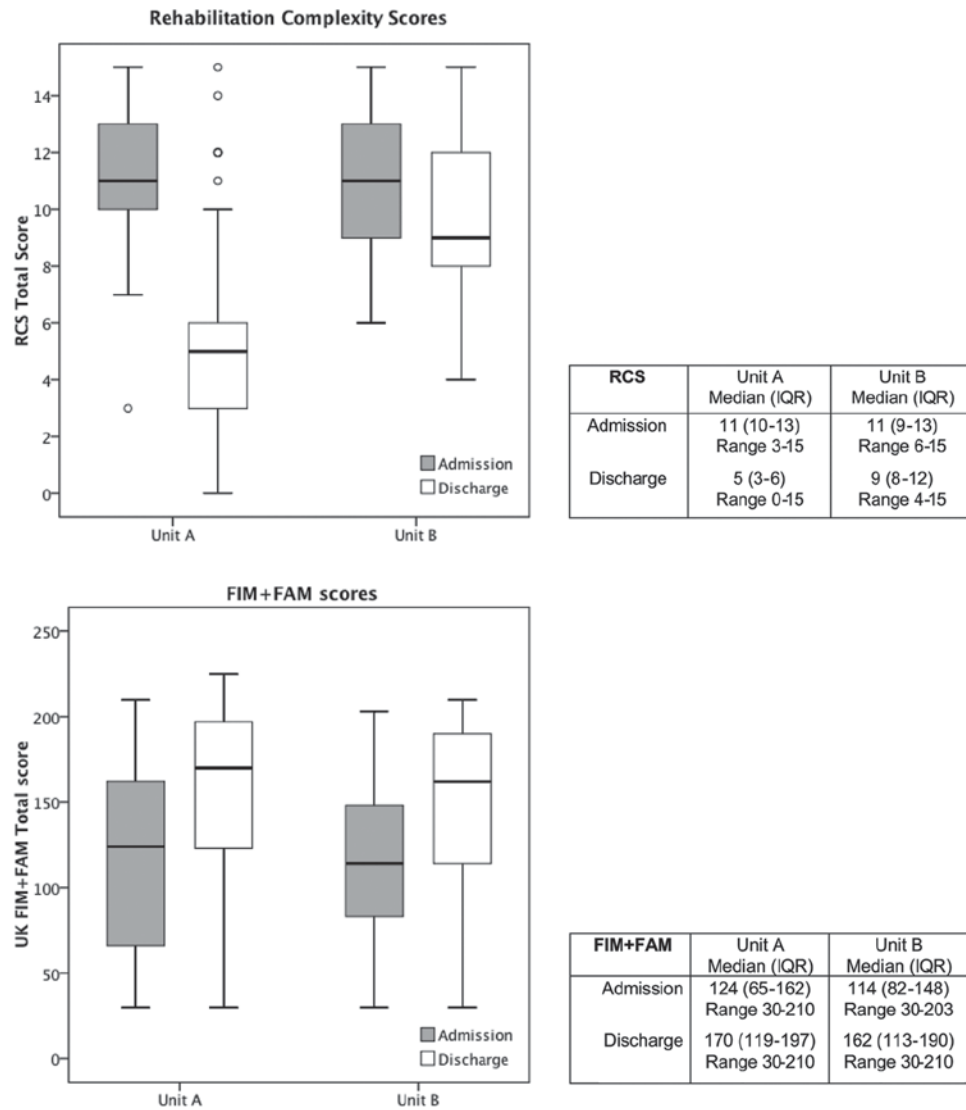 Rehabilitation Complexity Scores
RCS Total Score
14
12
10
8
6
4
2
0
Admission
Discharge
Unit A
Unit B
RCS
Unit A
Median (IQR)
Unit B
Median (IQR)
Admission
11 (10-13)
Range 3-15
11 (9-13)
Range 6-15
Discharge
5 (3-6)
Range 0-15
9 (8-12)
Range 4-15
FIM+FAM scores
UK FIM+FAM Total score
250
200
150
100
50
0
Admission
Discharge
Unit A
Unit B
FIM+FAM
Unit A
Median (IQR)
Unit B
Median (IQR)
Admission
124 (65-162)
Range 30-210
114 (82-148)
Range 30-203
Discharge
170 (119-197)
Range 30-210
162 (113-190)
Range 30-210